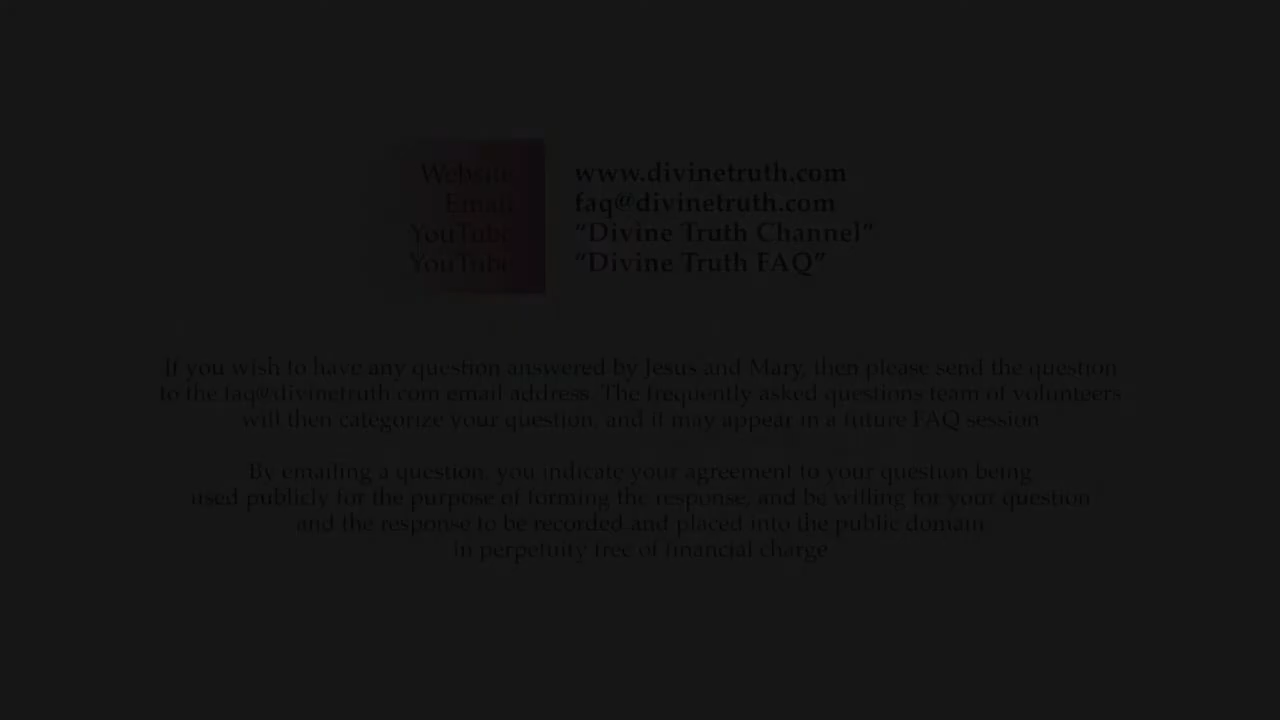 Website www.divinetruth.com
Email faq@divinetruth.com
YouTube “Divine Truth Channel”
YouTube “Divine Truth FAQ”
If you wish to have any question answered by Jesus and Mary, then please send the question
to the faq@divinetruth.com email address. The frequently asked questions team of volunteers
will then categorize your question, and it may appear in a future FAQ session
By emailing a question, you indicate your agreement to your question being
used publicly for the purpose of forming the response, and be willing for your question
and the response to be recorded and placed into the public domain
in perpetuity free of financial charge